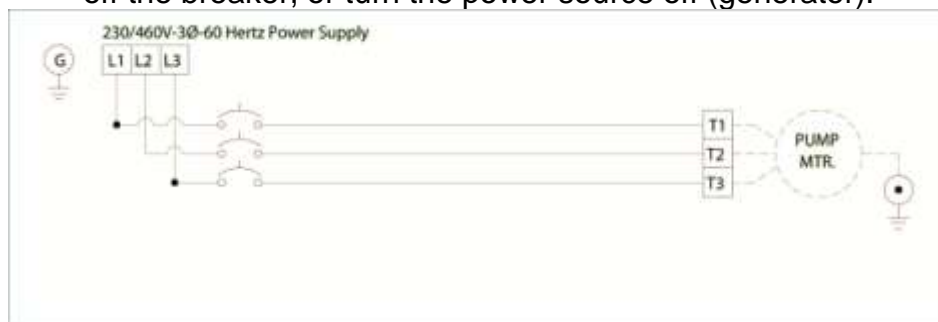 off the breaker, or turn the power source off (generator).
230/460V-3Ø-60 Hertz Power Supply
G
L1 L2 L3
T1
T2
T3
PUMP
MTR.